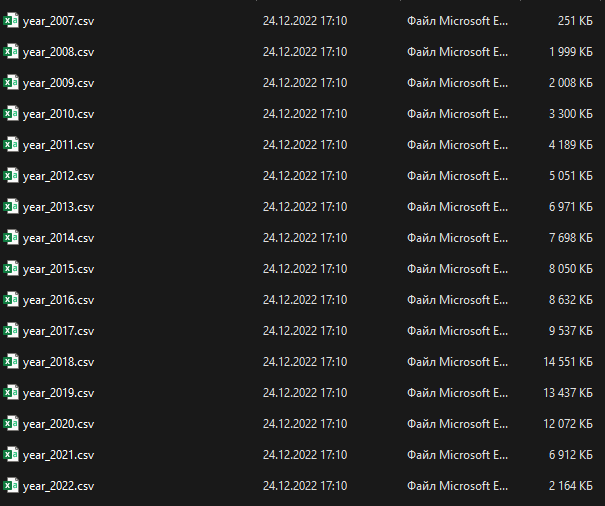 year_2007.csv 24.12.2022 17:10 Файл Microsoft E... 251 КБ
year_2008.csv 24.12.2022 17:10 Файл Microsoft E... 1 999 КБ
year_2009.csv 24.12.2022 17:10 Файл Microsoft E... 2 008 КБ
year_2010.csv 24.12.2022 17:10 Файл Microsoft E... 3 300 КБ
year_2011.csv 24.12.2022 17:10 Файл Microsoft E... 4 189 КБ
year_2012.csv 24.12.2022 17:10 Файл Microsoft E... 5 051 КБ
year_2013.csv 24.12.2022 17:10 Файл Microsoft E... 6 971 КБ
year_2014.csv 24.12.2022 17:10 Файл Microsoft E... 7 698 КБ
year_2015.csv 24.12.2022 17:10 Файл Microsoft E... 8 050 КБ
year_2016.csv 24.12.2022 17:10 Файл Microsoft E... 8 632 КБ
year_2017.csv 24.12.2022 17:10 Файл Microsoft E... 9 537 КБ
year_2018.csv 24.12.2022 17:10 Файл Microsoft E... 14 551 КБ
year_2019.csv 24.12.2022 17:10 Файл Microsoft E... 13 437 КБ
year_2020.csv 24.12.2022 17:10 Файл Microsoft E... 12 072 КБ
year_2021.csv 24.12.2022 17:10 Файл Microsoft E... 6 912 КБ
year_2022.csv 24.12.2022 17:10 Файл Microsoft E... 2 164 КБ